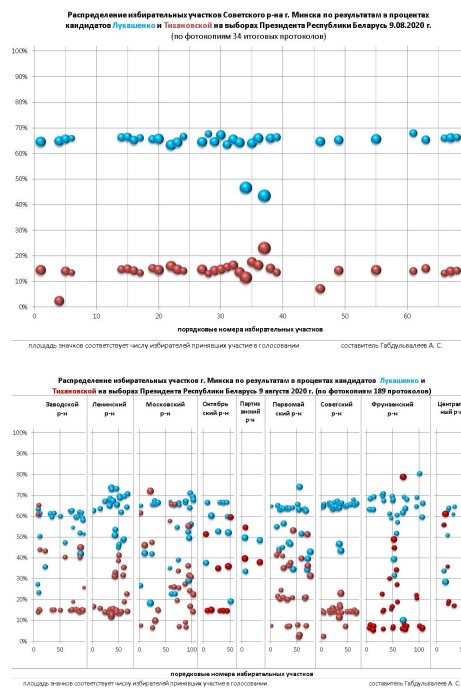 Распределение избирательных участков Советского р-на г. Минска по результатам в процентах
кандидатов Лукашенко и Тихановской на выборах Президента Республики Беларусь 9.08.2020 г.
(по фотокопиям 34 итоговых протоколов)
100%
90%
80%
70%
60%
50%
40%
30%
20%
10%
0%
0 10 20 30 40 50 60
порядковые номера избирательных участков
площадь значков соответствует числу избирателей принявших участие в голосовании составитель Габдульвалеев А. С.
Распределение избирательных участков г. Минска по результатам в процентах кандидатов Лукашенко и
Тихановской на выборах Президента Республики Беларусь 9 августа 2020 г. (по фотокопиям 189 протоколов)
Заводской р-н
Ленинский р-н
Московский р-н
Октябрь ский р-н
Партиз анский р-н
Первомай ский р-н
Советский р-н
Фрунзенский р-н
Централ ный р-н
100%
90%
80%
70%
60%
50%
40%
30%
20%
10%
0%
0 50 0 50 0 50 100 0 50 0 0 50 0 50 0 50 100 0
порядковые номера избирательных участков
площадь значков соответствует числу избирателей принявших участие в голосовании составитель Габдульвалеев А. С.